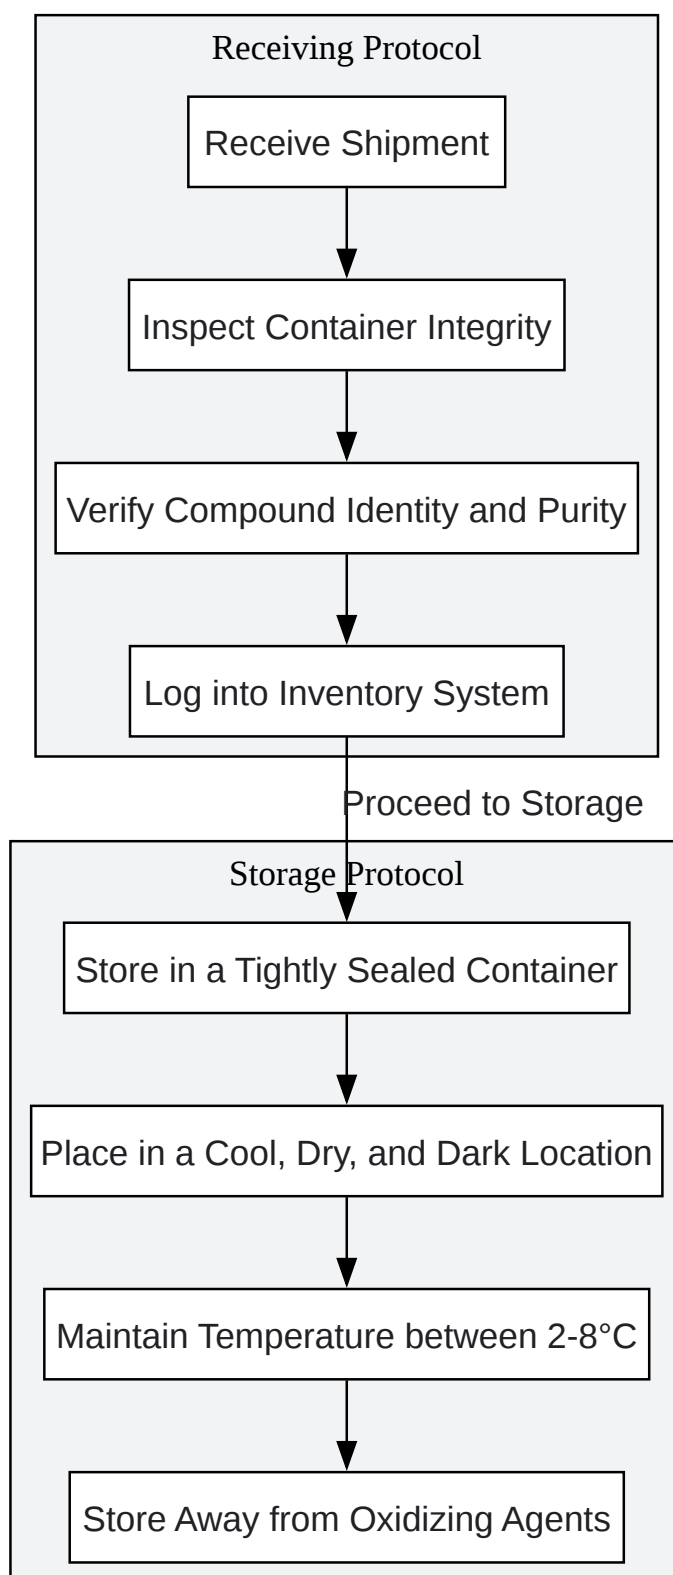 Receiving Protocol
Receive Shipment
Inspect Container Integrity
Verify Compound Identity and Purity
Log into Inventory System
Proceed to Storage
Storage Protocol
Store in a Tightly Sealed Container
Place in a Cool, Dry, and Dark Location
Maintain Temperature between 2-8°C
Store Away from Oxidizing Agents